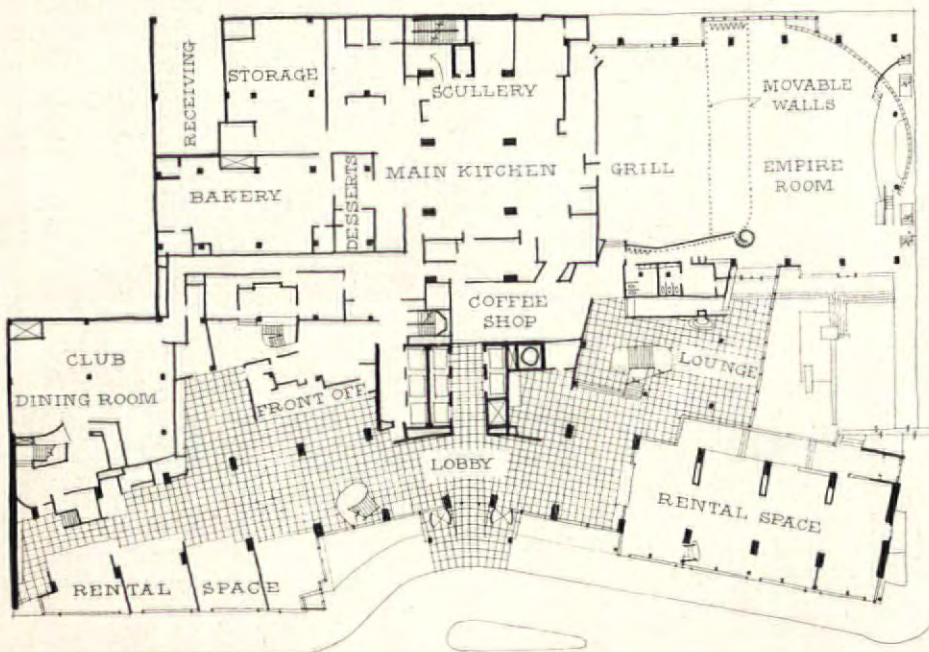 RECEIVING
STORAGE
SCULLERY
MOVABLE
WALLS
BAKERY
DESSERTS
MAIN KITCHEN
GRILL
EMPIRE
ROOM
COFFEE
SHOP
CLUB
DINING ROOM
FRONT OFF.
LOUNGE
LOBBY
RENTAL SPACE
RENTAL SPACE